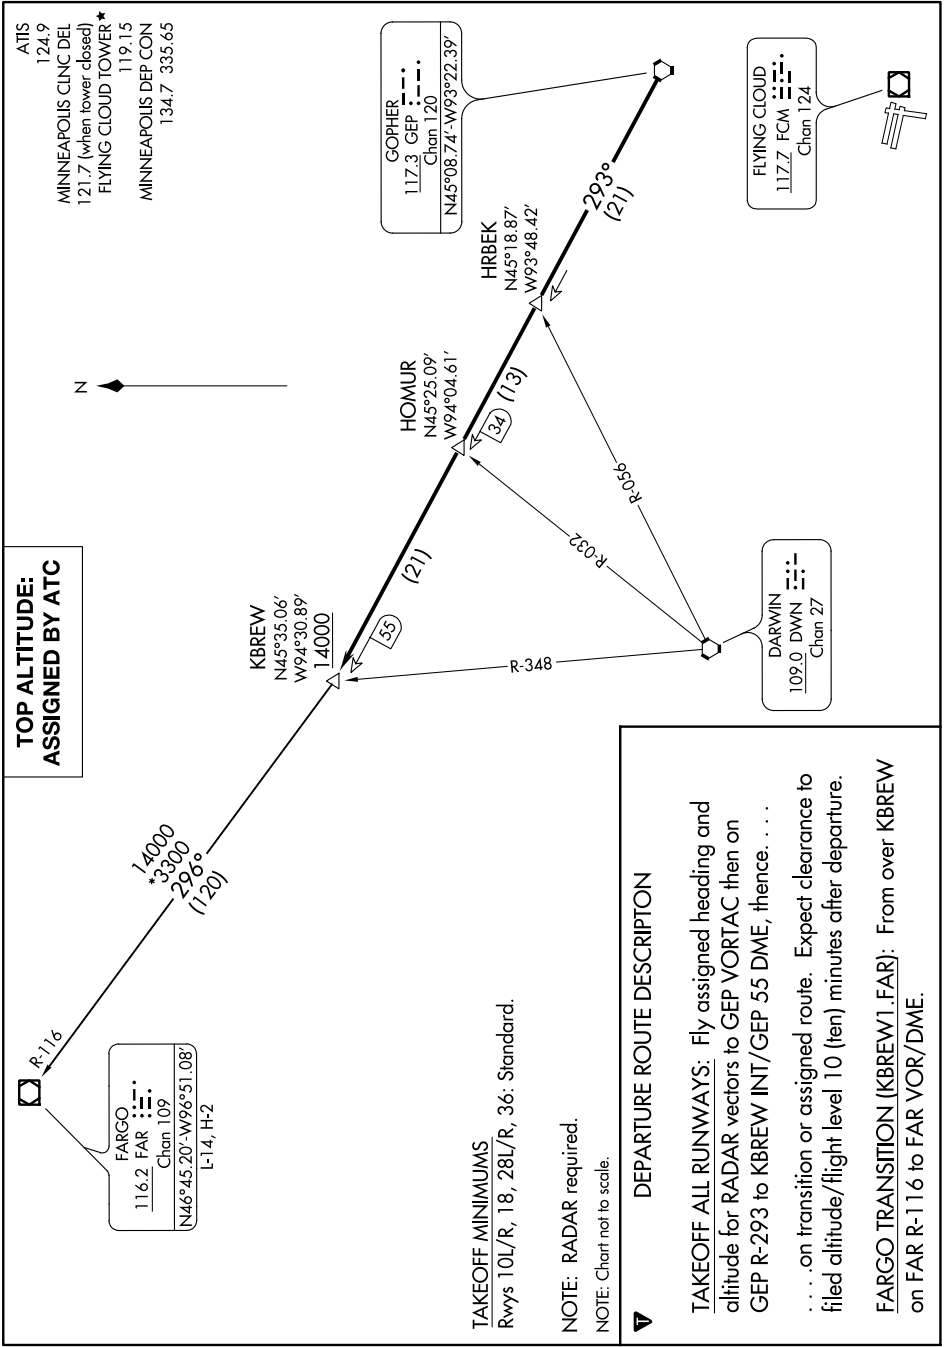 TOP ALTITUDE:
ASSIGNED BY ATC
ATIS
124.9
MINNEAPOLIS CLNC DEL
121.7 (when tower closed)
FLYING CLOUD TOWER★
119.15
MINNEAPOLIS DEP CON
134.7 335.65
R-116
FARGO
116.2 FAR
Chan 109
N46°45.20'-W96°51.08'
L-14, H-2
14000
*3300
296°
(120)
N
KBREW
N45°35.06'
W94°30.89'
14000
55
(21)
HOMUR
N45°25.09'
W94°04.61'
34
(13)
HRBEK
N45°18.87'
W93°48.42'
293°
(21)
GOPHER
117.3 GEP
Chan 120
N45°08.74'-W93°22.39'
R-348
R-032
R-056
DARWIN
109.0 DWN
Chan 27
FLYING CLOUD
117.7 FCM
Chan 124
TAKEOFF MINIMUMS
Rwys 10L/R, 18, 28L/R, 36: Standard.
NOTE: RADAR required.
NOTE: Chart not to scale.
T
DEPARTURE ROUTE DESCRIPTON
TAKEOFF ALL RUNWAYS: Fly assigned heading and
altitude for RADAR vectors to GEP VORTAC then on
GEP R-293 to KBREW INT/GEP 55 DME, thence. . . .
. . . .on transition or assigned route. Expect clearance to
filed altitude/flight level 10 (ten) minutes after departure.
FARGO TRANSITION (KBREW1.FAR): From over KBREW
on FAR R-116 to FAR VOR/DME.